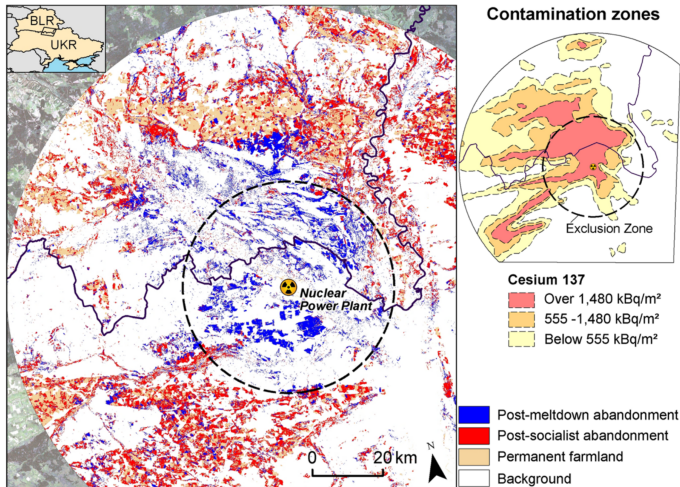 BLR
UKR
Nuclear
Power Plant
0 20 km
N
Contamination zones
Exclusion Zone
Cesium 137
Over 1,480 kBq/m²
555 -1,480 kBq/m²
Below 555 kBq/m²
Post-meltdown abandonment
Post-socialist abandonment
Permanent farmland
Background